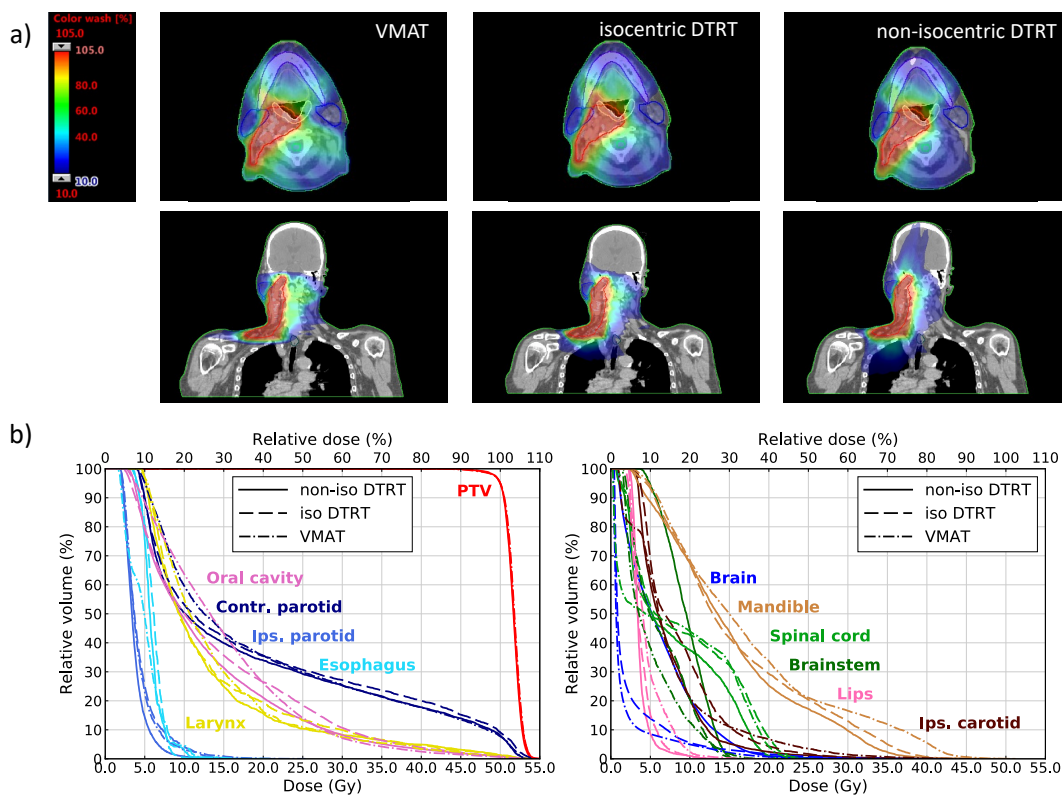 a)
Color wash [%]
105.0
105.0
80.0
60.0
40.0
10.0
10.0
VMAT
isocentric DTRT
non-isocentric DTRT
b)
Relative dose (%)
0 10 20 30 40 50 60 70 80 90 100 110
Relative volume (%)
100
90
80
70
60
50
40
30
20
10
0
non-iso DTRT
iso DTRT
VMAT
PTV
Oral cavity
Contr. parotid
Ips. parotid
Esophagus
Larynx
0.0 5.0 10.0 15.0 20.0 25.0 30.0 35.0 40.0 45.0 50.0 55.0
Dose (Gy)
Relative dose (%)
0 10 20 30 40 50 60 70 80 90 100 110
Relative volume (%)
100
90
80
70
60
50
40
30
20
10
0
non-iso DTRT
iso DTRT
VMAT
Brain
Mandible
Spinal cord
Brainstem
Lips
Ips. carotid
0.0 5.0 10.0 15.0 20.0 25.0 30.0 35.0 40.0 45.0 50.0 55.0
Dose (Gy)